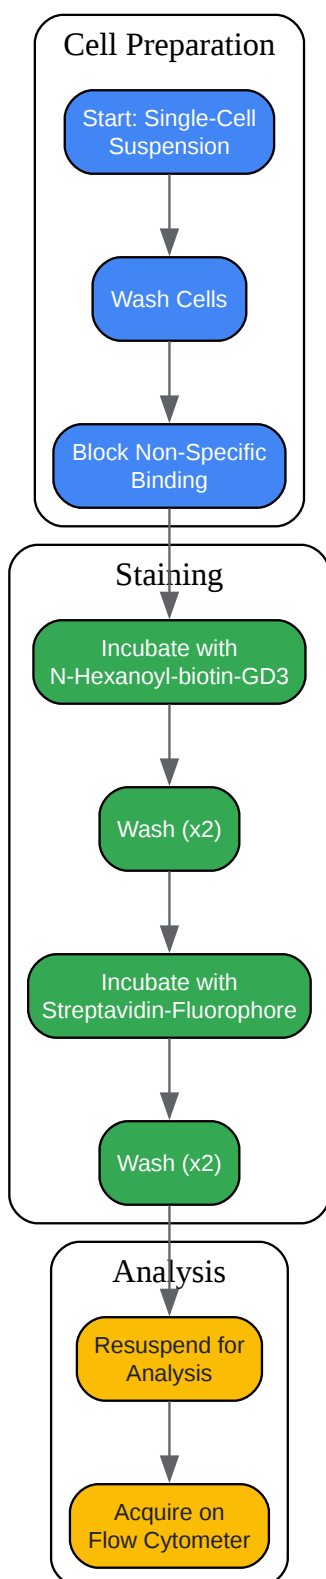 Cell Preparation
Start: Single-Cell
Suspension
Wash Cells
Block Non-Specific
Binding
Staining
Incubate with
N-Hexanoyl-biotin-GD3
Wash (x2)
Incubate with
Streptavidin-Fluorophore
Wash (x2)
Analysis
Resuspend for
Analysis
Acquire on
Flow Cytometer